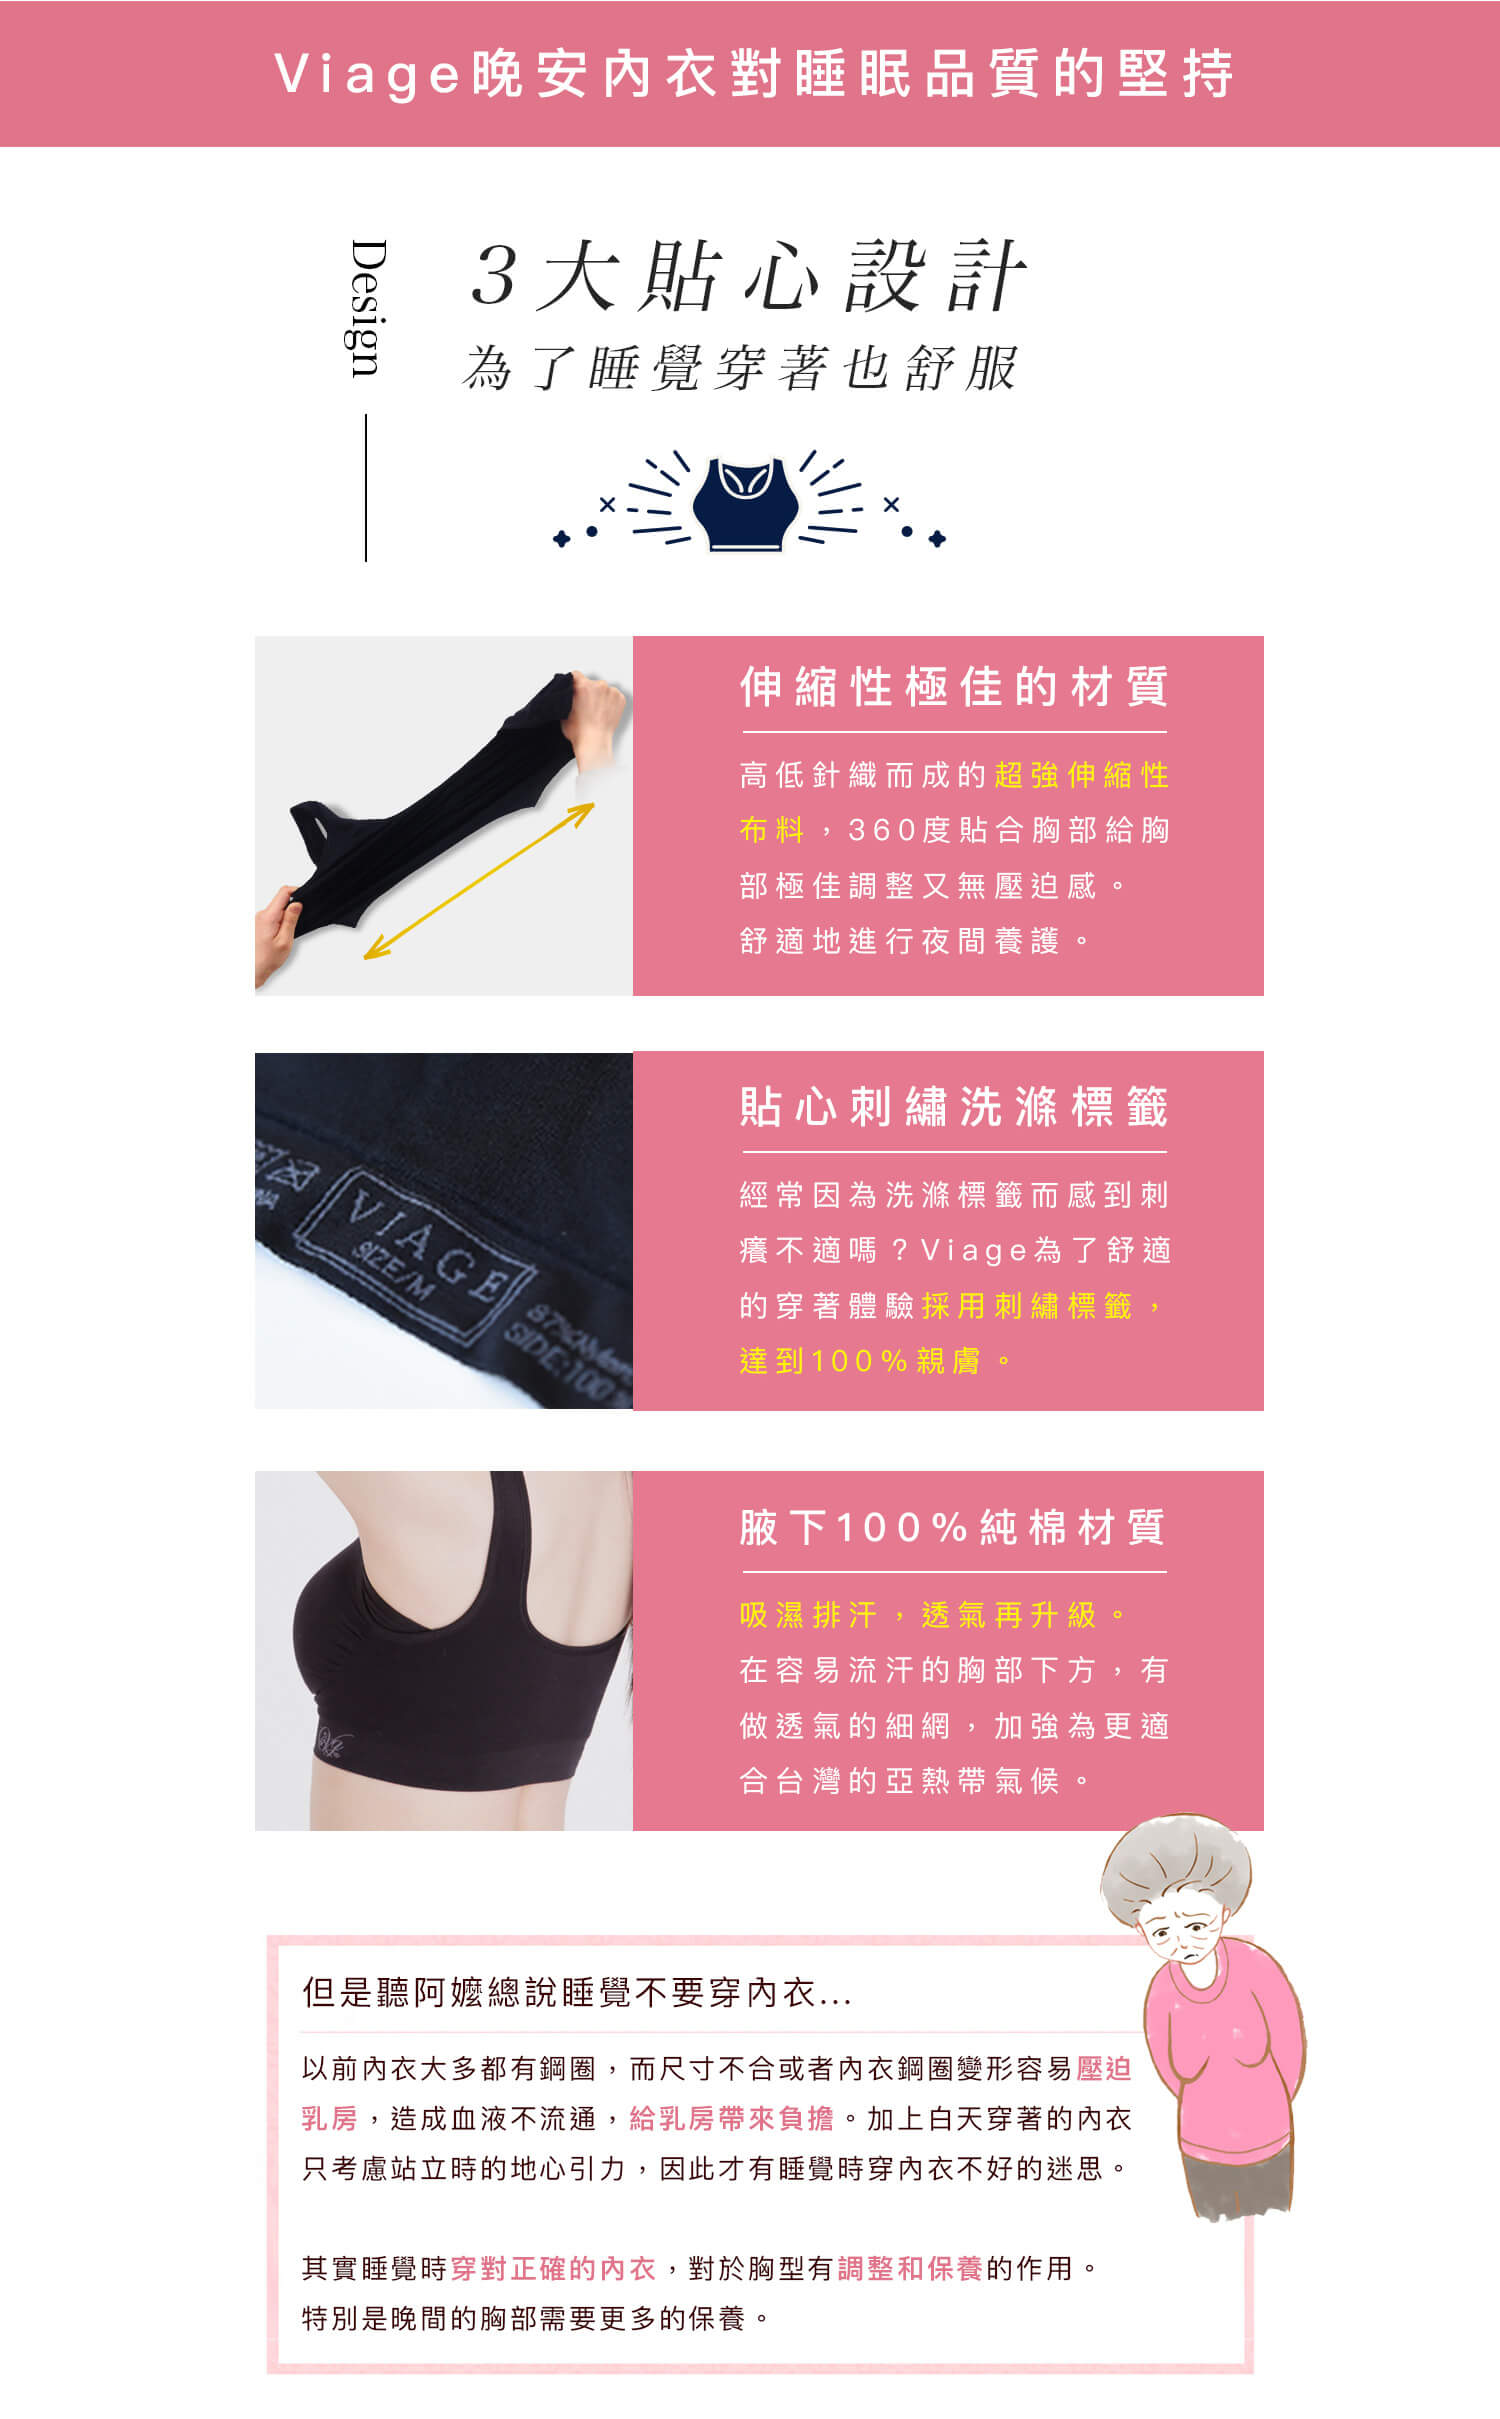 Viage晚安內衣對睡眠品質的堅持
Design
3大貼心設計
為了睡覺穿著也舒服
伸縮性極佳的材質
高低針織而成的超強伸縮性
布料，360度貼合胸部給胸
部極佳調整又無壓迫感。
舒適地進行夜間養護。
VIAGE
SIZE/M
SIDE:100
貼心刺繡洗滌標籤
經常因為洗滌標籤而感到刺
癢不適嗎？Viage為了舒適
的穿著體驗採用刺繡標籤，
達到100%親膚。
腋下100%純棉材質
吸濕排汗，透氣再升級。
在容易流汗的胸部下方，有
做透氣的細網，加強為更適
合台灣的亞熱帶氣候。
但是聽阿嬤總說睡覺不要穿內衣...
以前內衣大多都有鋼圈，而尺寸不合或者內衣鋼圈變形容易壓迫
乳房，造成血液不流通，給乳房帶來負擔。加上白天穿著的內衣
只考慮站立時的地心引力，因此才有睡覺時穿內衣不好的迷思。
其實睡覺時穿對正確的內衣，對於胸型有調整和保養的作用。
特別是晚間的胸部需要更多的保養。